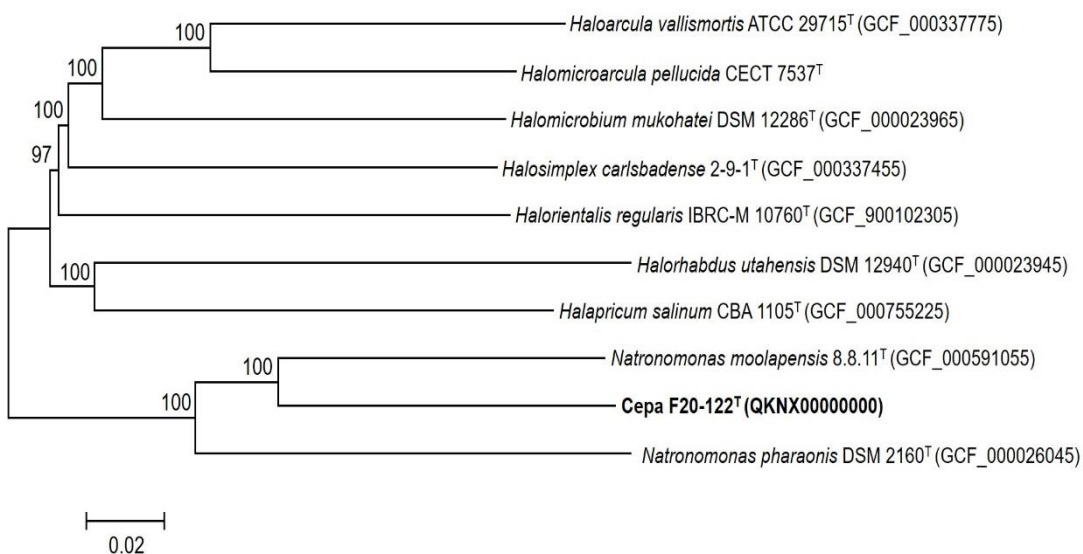 100
Haloarcula vallismortis ATCC 29715ᵀ (GCF_000337775)
100
Halomicroarcula pellucida CECT 7537ᵀ
100
Halomicrobium mukohatei DSM 12286ᵀ (GCF_000023965)
97
Halosimplex carlsbadense 2-9-1ᵀ (GCF_000337455)
Halorientalis regularis IBRC-M 10760ᵀ (GCF_900102305)
100
Halorhabdus utahensis DSM 12940ᵀ (GCF_000023945)
Halapricum salinum CBA 1105ᵀ (GCF_000755225)
100
Natronomonas moolapensis 8.8.11ᵀ (GCF_000591055)
100
Cepa F20-122ᵀ (QKNX00000000)
Natronomonas pharaonis DSM 2160ᵀ (GCF_000026045)
0.02